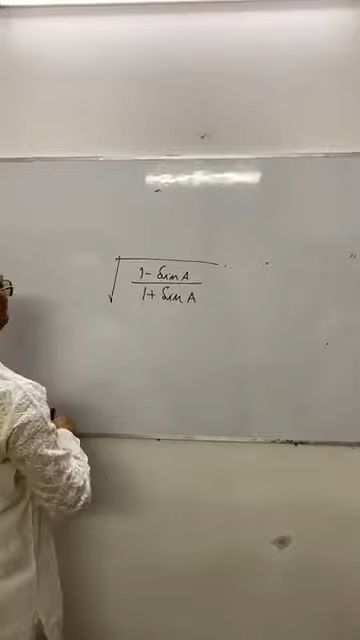 √
1 - sin A
1 + sin A